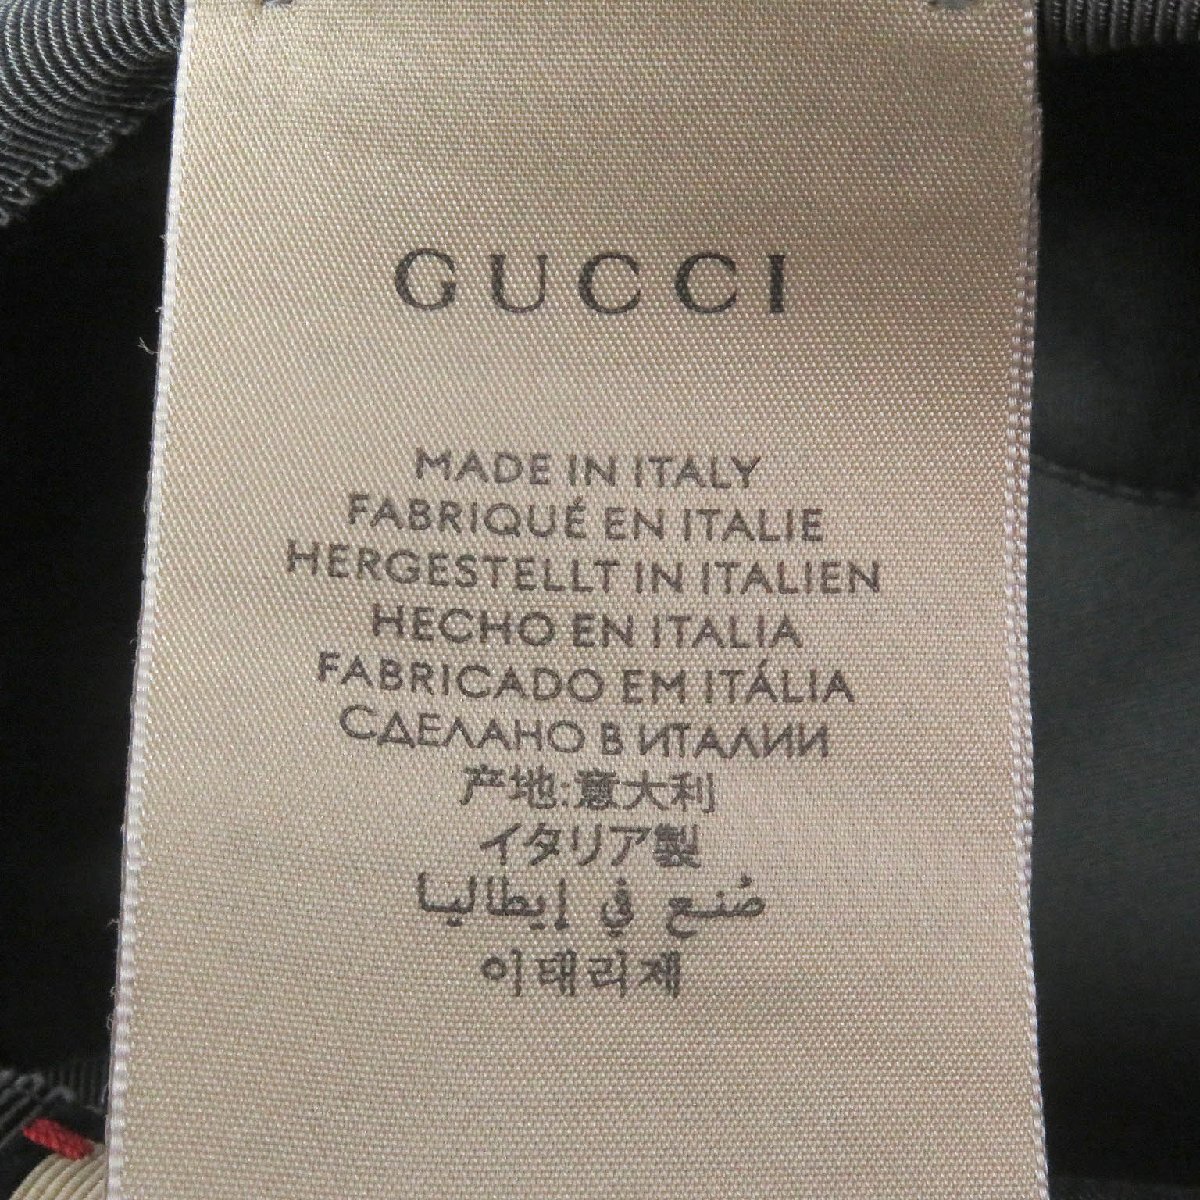 GUCCI
MADE IN ITALY
FABRIQUÉ EN ITALIE
HERGESTELLT IN ITALIEN
HECHO EN ITALIA
FABRICADO EM ITÁLIA
СДЕЛАНО В ИТАЛИИ
产地:意大利
イタリア製
صُنع في إيطاليا
이태리제